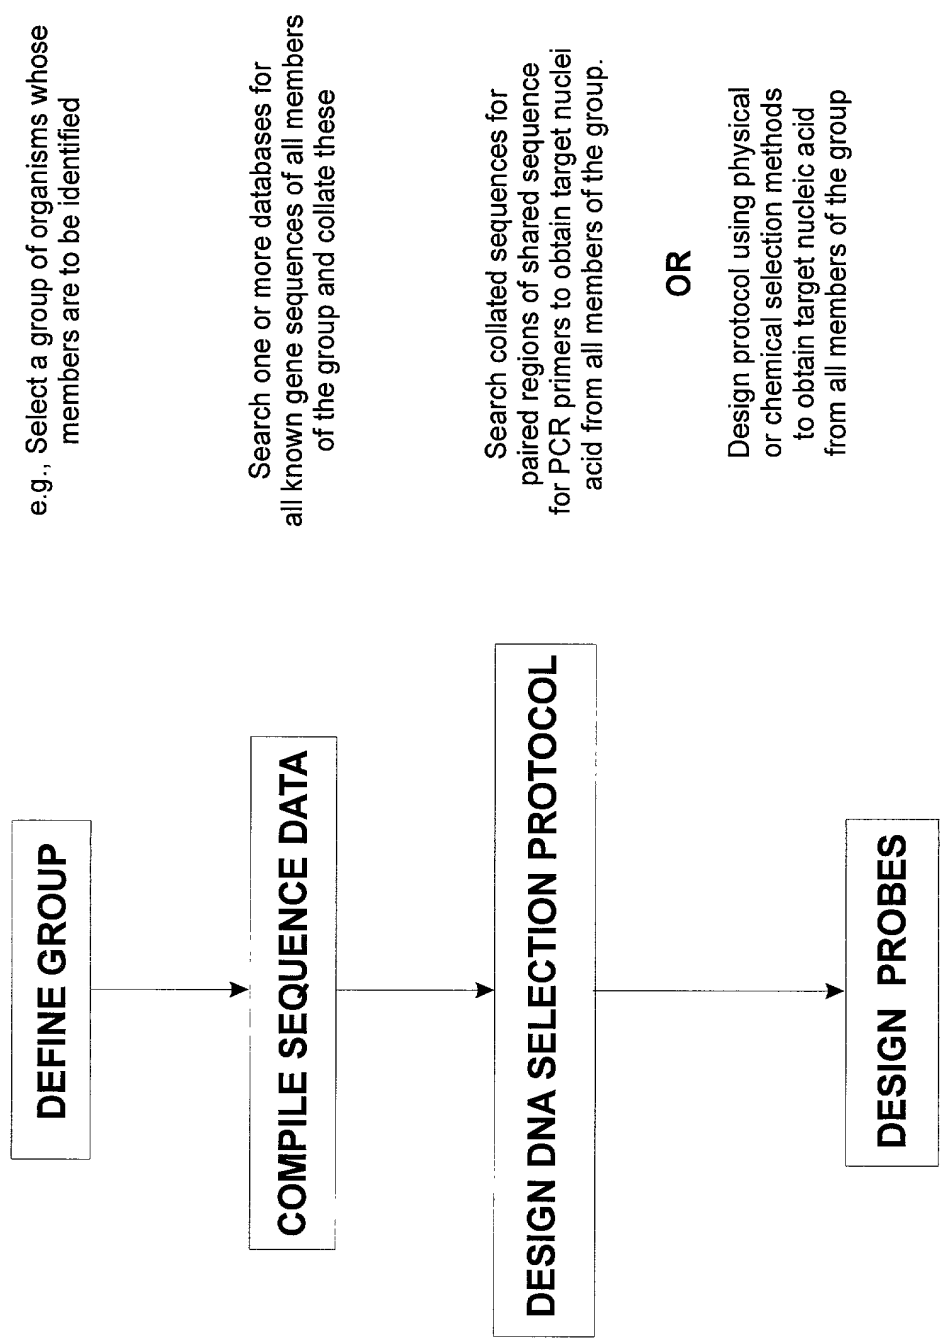 DEFINE GROUP
e.g., Select a group of organisms whose
members are to be identified
COMPILE SEQUENCE DATA
Search one or more databases for
all known gene sequences of all members
of the group and collate these
DESIGN DNA SELECTION PROTOCOL
Search collated sequences for
paired regions of shared sequence
for PCR primers to obtain target nuclei
acid from all members of the group.
OR
Design protocol using physical
or chemical selection methods
to obtain target nucleic acid
from all members of the group
DESIGN PROBES